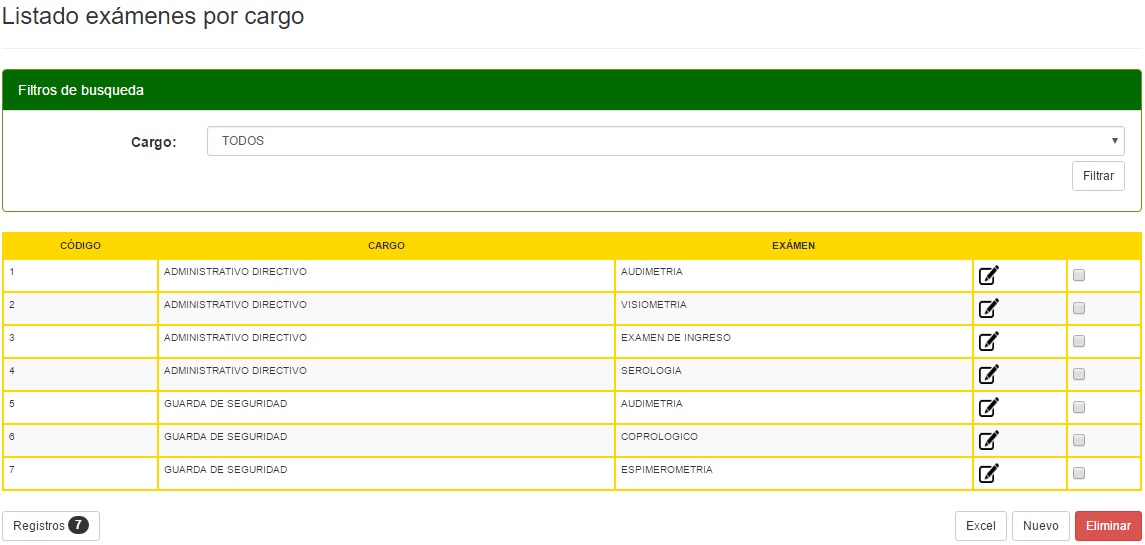 Listado exámenes por cargo
Filtros de busqueda
Cargo: TODOS
Filtrar
CÓDIGO CARGO EXÁMEN
1 ADMINISTRATIVO DIRECTIVO AUDIMETRIA
2 ADMINISTRATIVO DIRECTIVO VISIOMETRIA
3 ADMINISTRATIVO DIRECTIVO EXAMEN DE INGRESO
4 ADMINISTRATIVO DIRECTIVO SEROLOGIA
5 GUARDA DE SEGURIDAD AUDIMETRIA
6 GUARDA DE SEGURIDAD COPROLOGICO
7 GUARDA DE SEGURIDAD ESPIMEROMETRIA
Registros 7 Excel Nuevo Eliminar